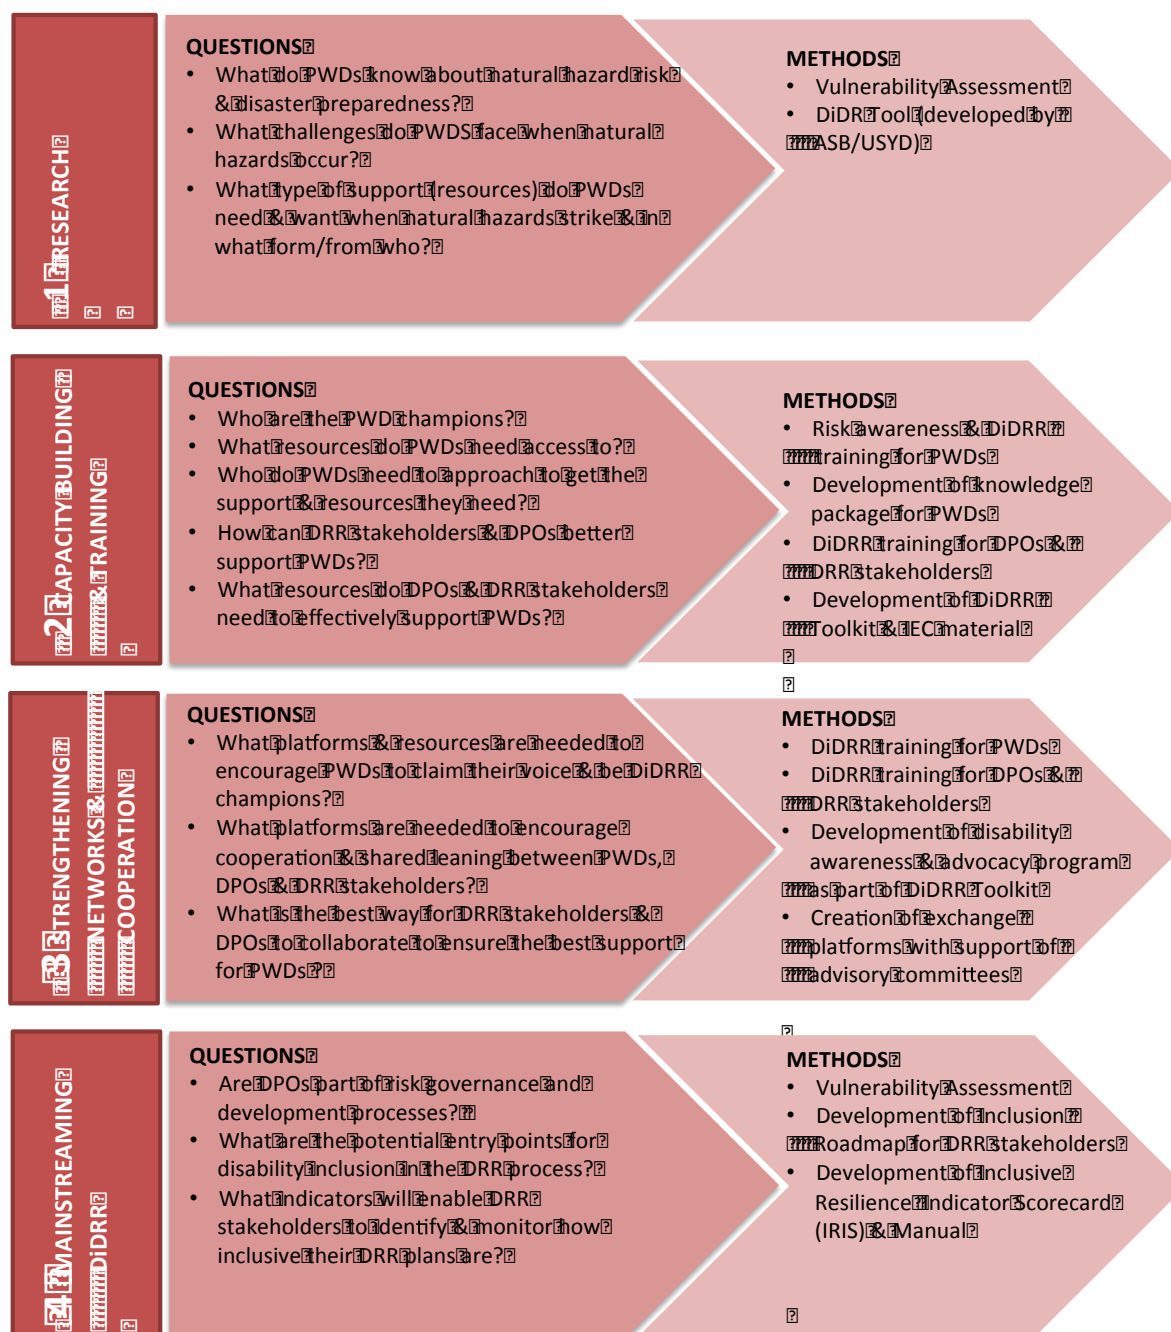 1 RESEARCH
QUESTIONS
• What do PWDs know about natural hazard risk
& disaster preparedness?
• What challenges do PWDS face when natural
hazards occur?
• What type of support (resources) do PWDs
need & want when natural hazards strike & in
what form/from who?
METHODS
• Vulnerability Assessment
• DiDR Tool (developed by
ASB/USYD)
2 CAPACITY BUILDING
& TRAINING
QUESTIONS
• Who are the PWD champions?
• What resources do PWDs need access to?
• Who do PWDs need to approach to get the
support & resources they need?
• How can DRR stakeholders & DPOs better
support PWDs?
• What resources do DPOs & DRR stakeholders
need to effectively support PWDs?
METHODS
• Risk awareness & DiDRR
training for PWDs
• Development of knowledge
package for PWDs
• DiDRR training for DPOs &
DRR stakeholders
• Development of DiDRR
Toolkit & IEC material
3 STRENGTHENING
NETWORKS &
COOPERATION
QUESTIONS
• What platforms & resources are needed to
encourage PWDs to claim their voice & be DiDRR
champions?
• What platforms are needed to encourage
cooperation & shared leaning between PWDs,
DPOs & DRR stakeholders?
• What is the best way for DRR stakeholders &
DPOs to collaborate to ensure the best support
for PWDs?
METHODS
• DiDRR training for PWDs
• DiDRR training for DPOs &
DRR stakeholders
• Development of disability
awareness & advocacy program
as part of DiDRR Toolkit
• Creation of exchange
platforms with support of
advisory committees
4 MAINSTREAMING
DiDRR
QUESTIONS
• Are DPOs part of risk governance and
development processes?
• What are the potential entry points for
disability inclusion in the DRR process?
• What indicators will enable DRR
stakeholders to identify & monitor how
inclusive their DRR plans are?
METHODS
• Vulnerability Assessment
• Development of Inclusion
Roadmap for DRR stakeholders
• Development of Inclusive
Resilience Indicator Scorecard
(IRIS) & Manual